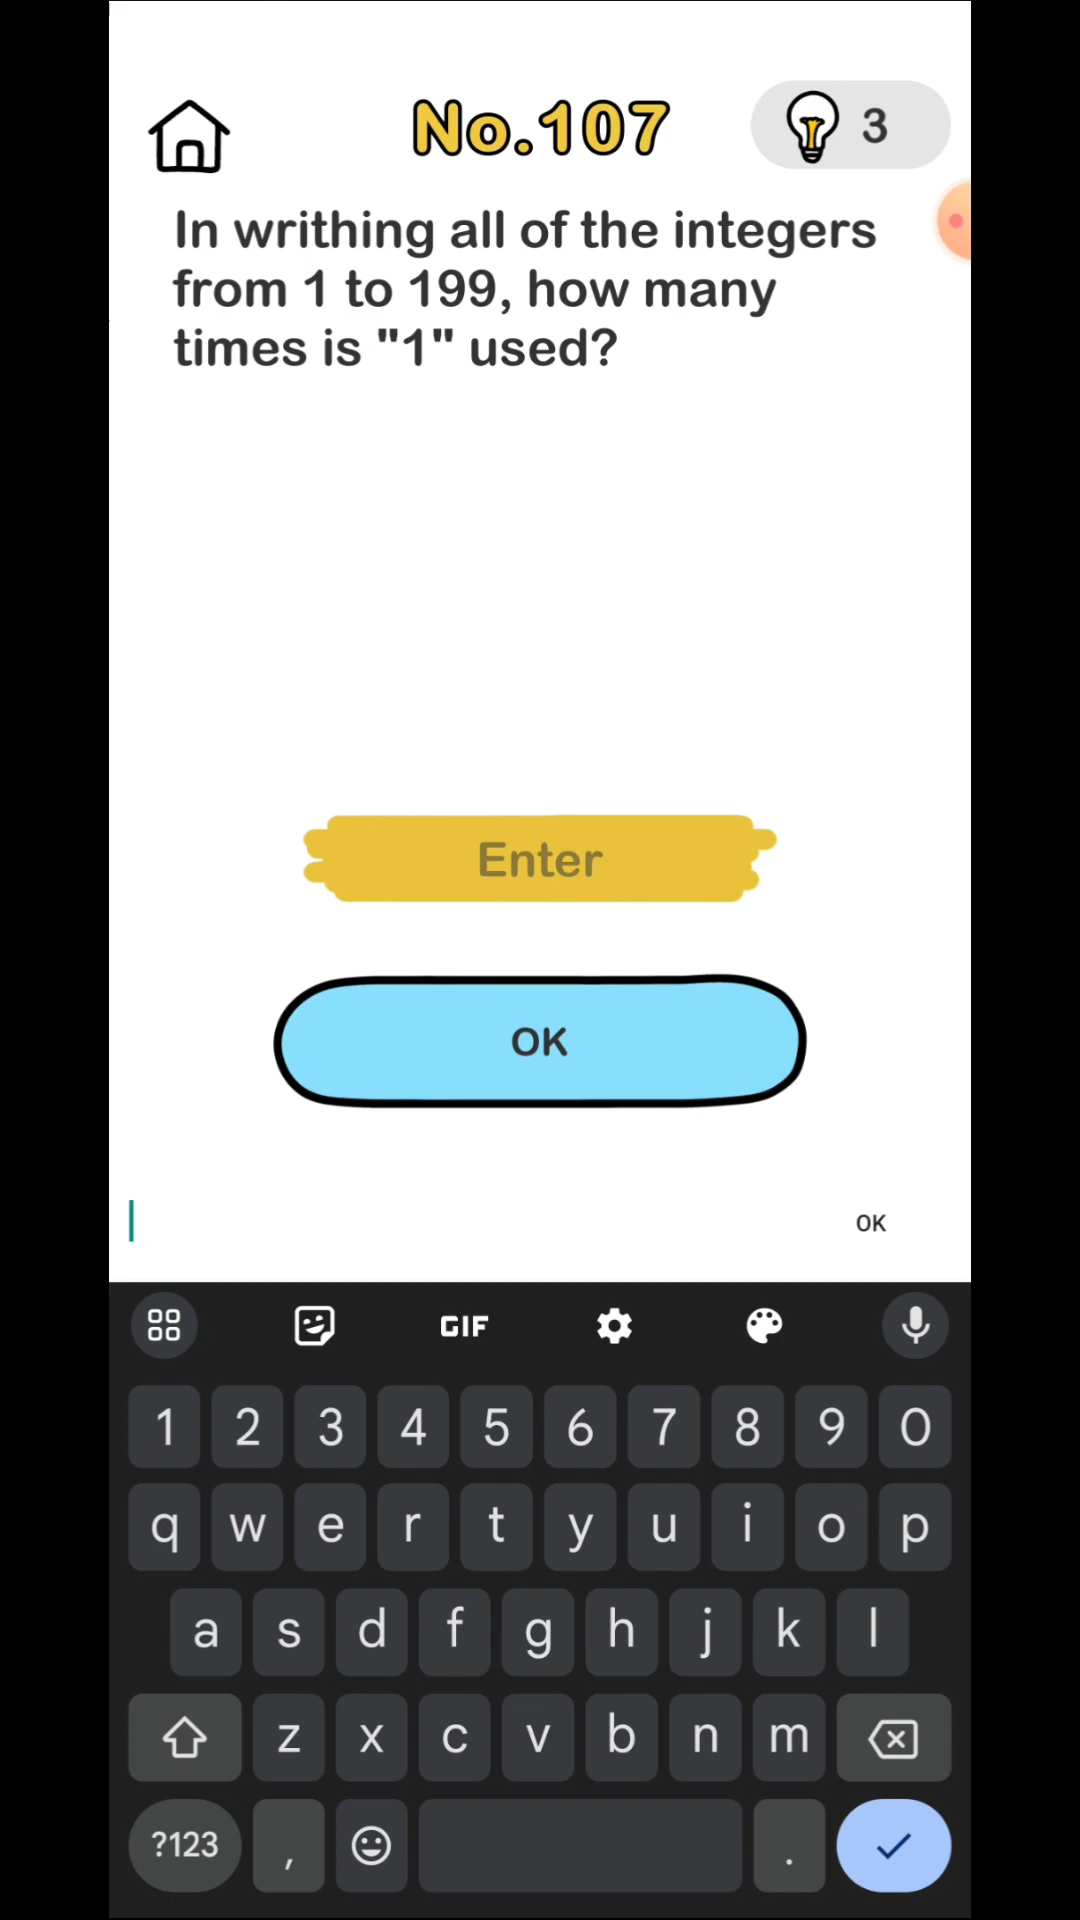 No.107
3
In writhing all of the integers
from 1 to 199, how many
times is "1" used?
Enter
OK
OK
GIF
1 2 3 4 5 6 7 8 9 0
q w e r t y u i o p
a s d f g h j k l
z x c v b n m
?123 , .